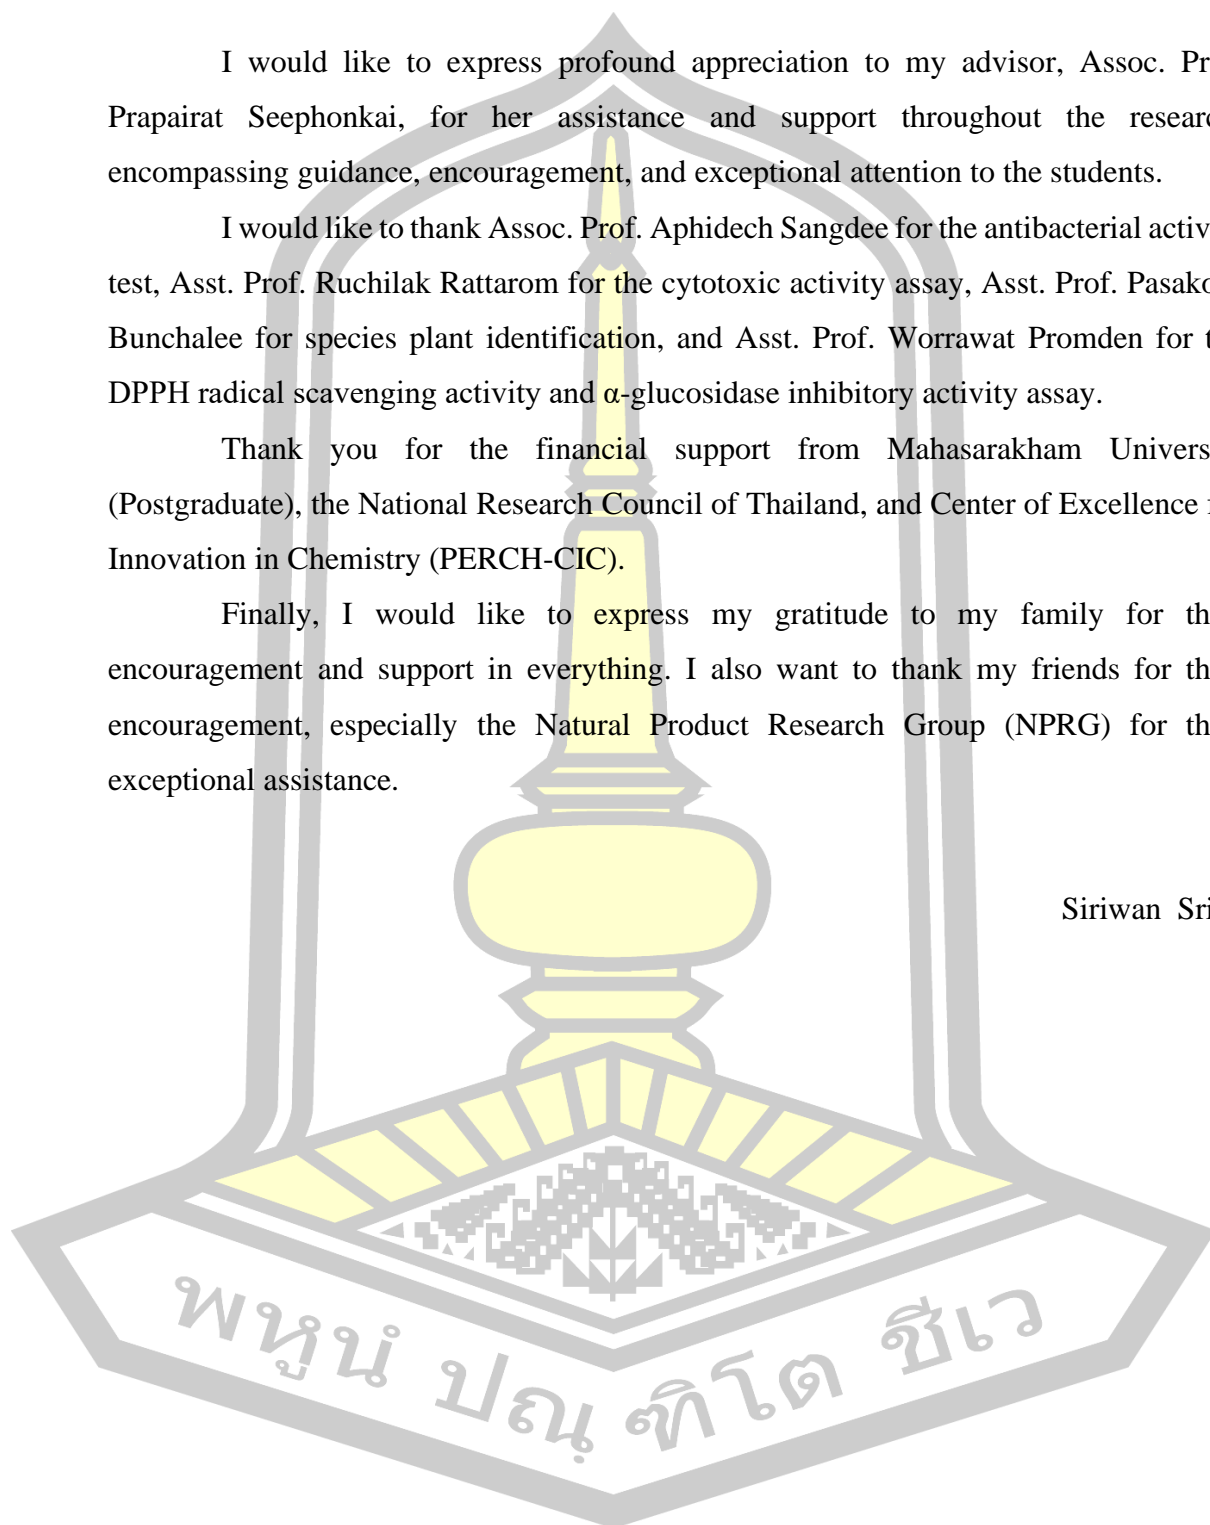 I would like to express profound appreciation to my advisor, Assoc. Pr
Prapairat Seephonkai, for her assistance and support throughout the researc
encompassing guidance, encouragement, and exceptional attention to the students.
I would like to thank Assoc. Prof. Aphidech Sangdee for the antibacterial activ
test, Asst. Prof. Ruchilak Rattarom for the cytotoxic activity assay, Asst. Prof. Pasako
Bunchalee for species plant identification, and Asst. Prof. Worrawat Promden for t
DPPH radical scavenging activity and α-glucosidase inhibitory activity assay.
Thank you for the financial support from Mahasarakham Univers
(Postgraduate), the National Research Council of Thailand, and Center of Excellence f
Innovation in Chemistry (PERCH-CIC).
Finally, I would like to express my gratitude to my family for the
encouragement and support in everything. I also want to thank my friends for the
encouragement, especially the Natural Product Research Group (NPRG) for the
exceptional assistance.
Siriwan Sri
พหูนํ ปณฺฑิโต ชีเว